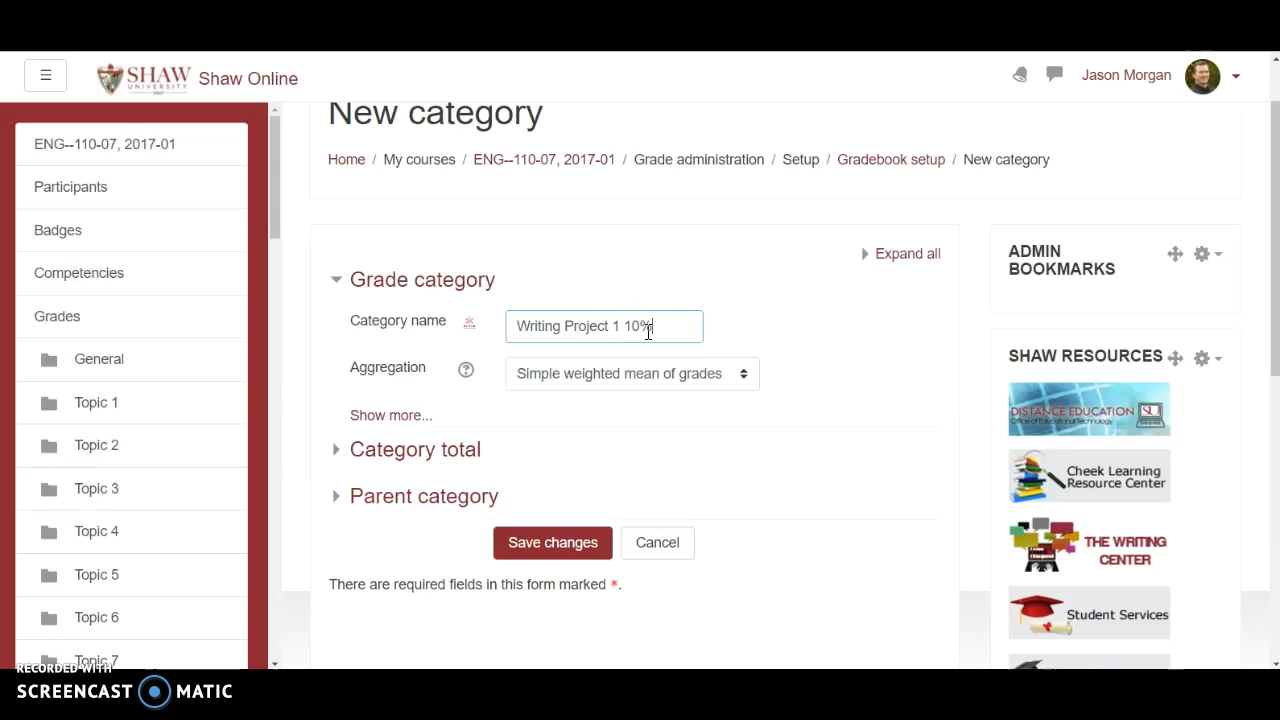 ☰ SHAW UNIVERSITY Shaw Online Jason Morgan
New category
Home / My courses / ENG--110-07, 2017-01 / Grade administration / Setup / Gradebook setup / New category
ENG--110-07, 2017-01
Participants
Badges
Competencies
Grades
General
Topic 1
Topic 2
Topic 3
Topic 4
Topic 5
Topic 6
Topic 7
Expand all
Grade category
Category name
Writing Project 1 10%
Aggregation
Simple weighted mean of grades
Show more...
Category total
Parent category
Save changes
Cancel
There are required fields in this form marked *.
ADMIN
BOOKMARKS
SHAW RESOURCES
DISTANCE EDUCATION
Office of Educational Technology
Cheek Learning
Resource Center
THE WRITING
CENTER
Student Services
RECORDED WITH
SCREENCAST MATIC